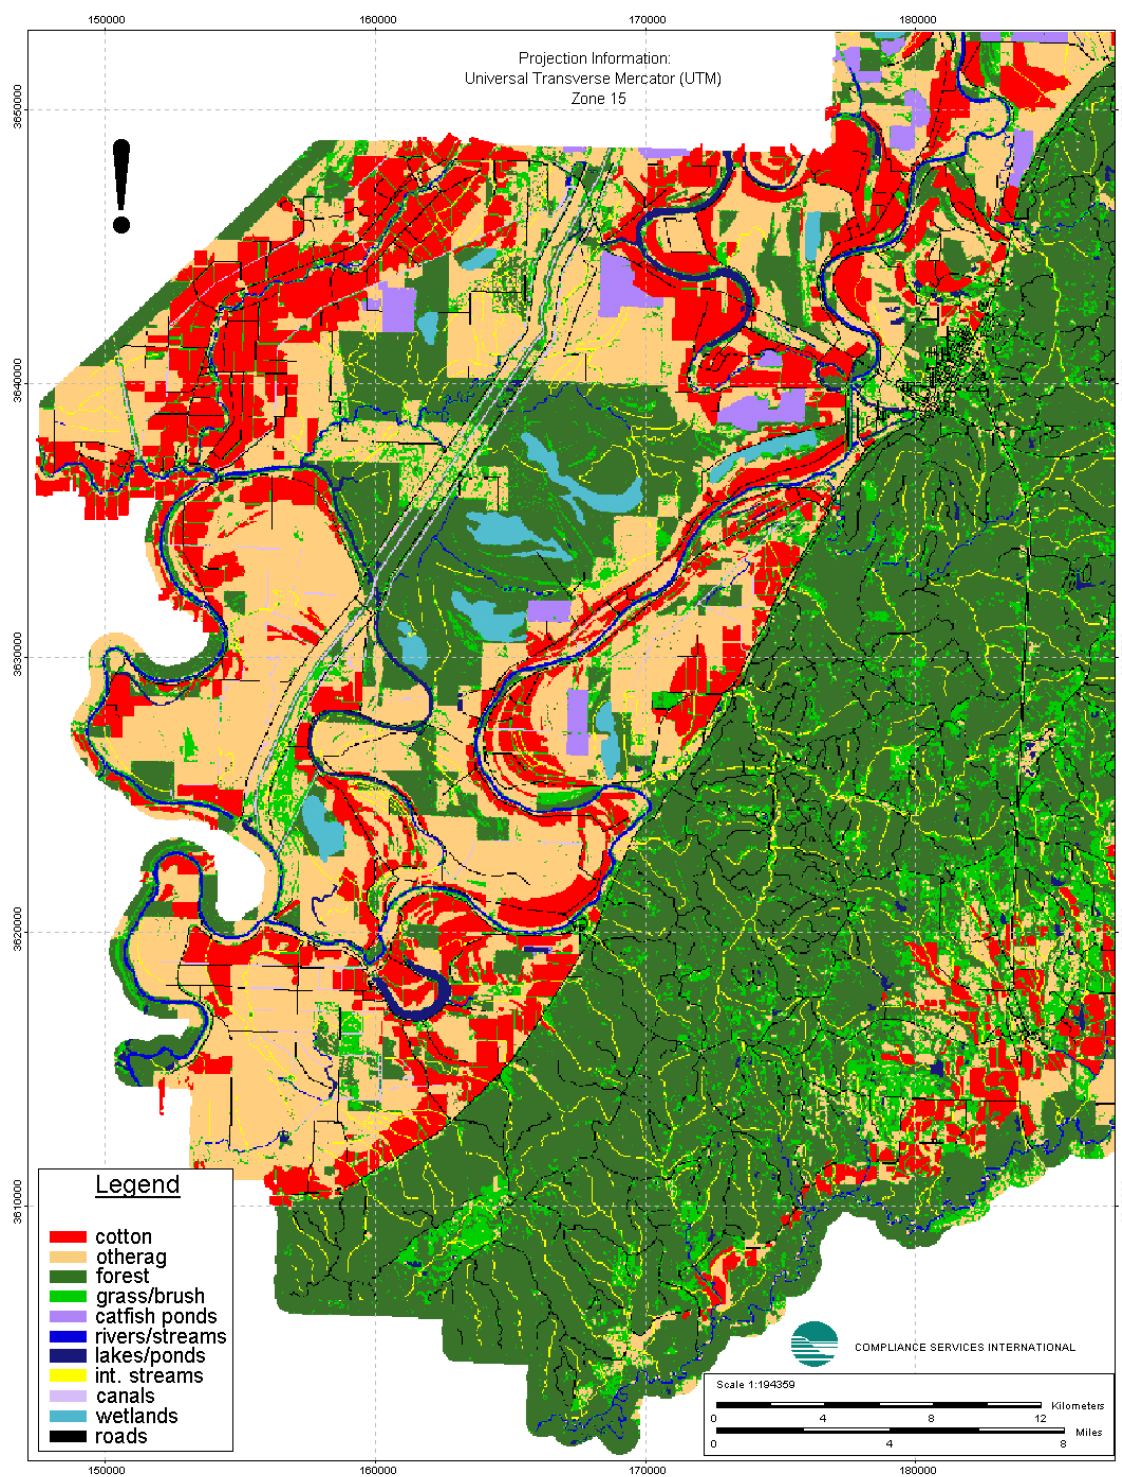 150000 160000 170000 180000
Projection Information:
Universal Transverse Mercator (UTM)
Zone 15
3650000
3640000
3630000
3620000
3610000
Legend
cotton
otherag
forest
grass/brush
catfish ponds
rivers/streams
lakes/ponds
int. streams
canals
wetlands
roads
COMPLIANCE SERVICES INTERNATIONAL
Scale 1:194359
Kilometers
0 4 8 12
Miles
0 4 8
150000 160000 170000 180000